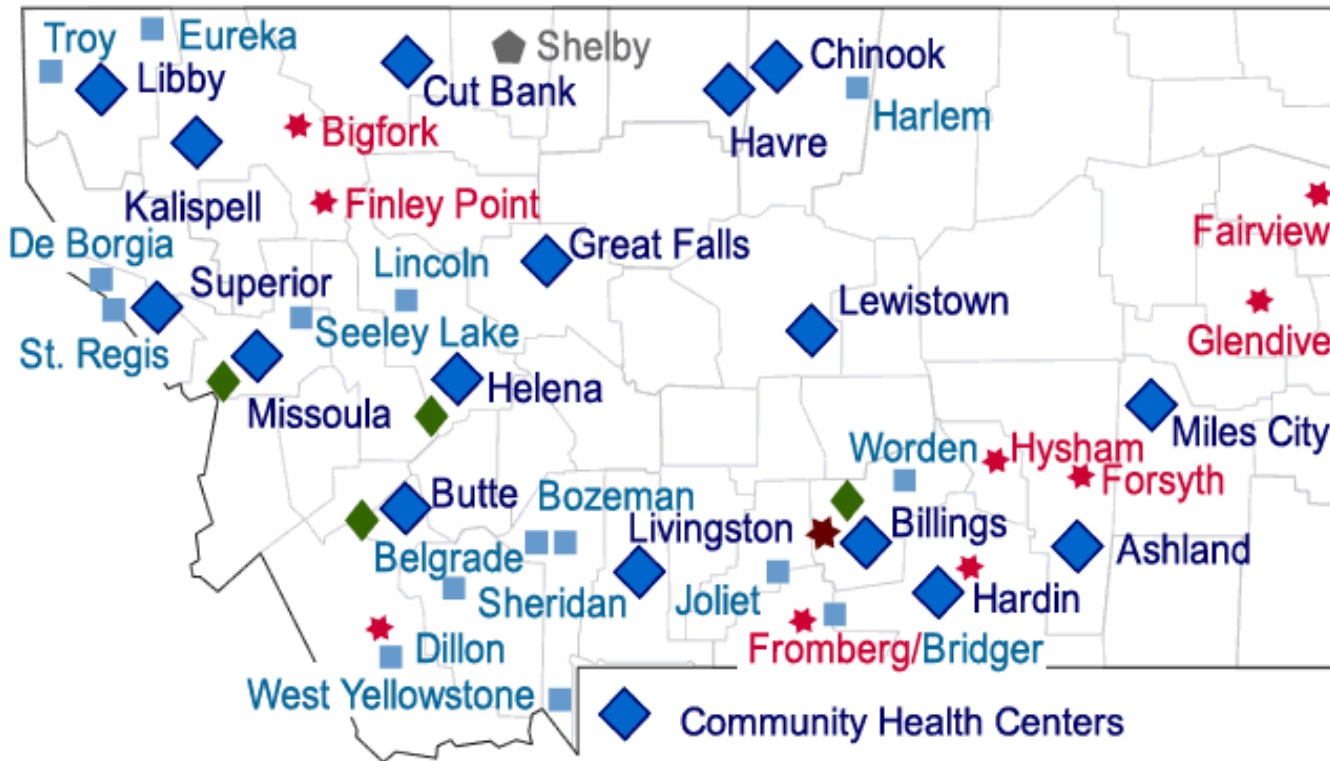 Troy
Eureka
Shelby
Chinook
Libby
Cut Bank
Harlem
Bigfork
Havre
Kalispell
Finley Point
Fairview
De Borgia
Great Falls
Superior
Lincoln
Lewistown
St. Regis
Seeley Lake
Glendive
Missoula
Helena
Miles City
Worden
Hysham
Forsyth
Butte
Bozeman
Livingston
Billings
Ashland
Belgrade
Sheridan
Joliet
Hardin
Dillon
Fromberg/Bridger
West Yellowstone
Community Health Centers